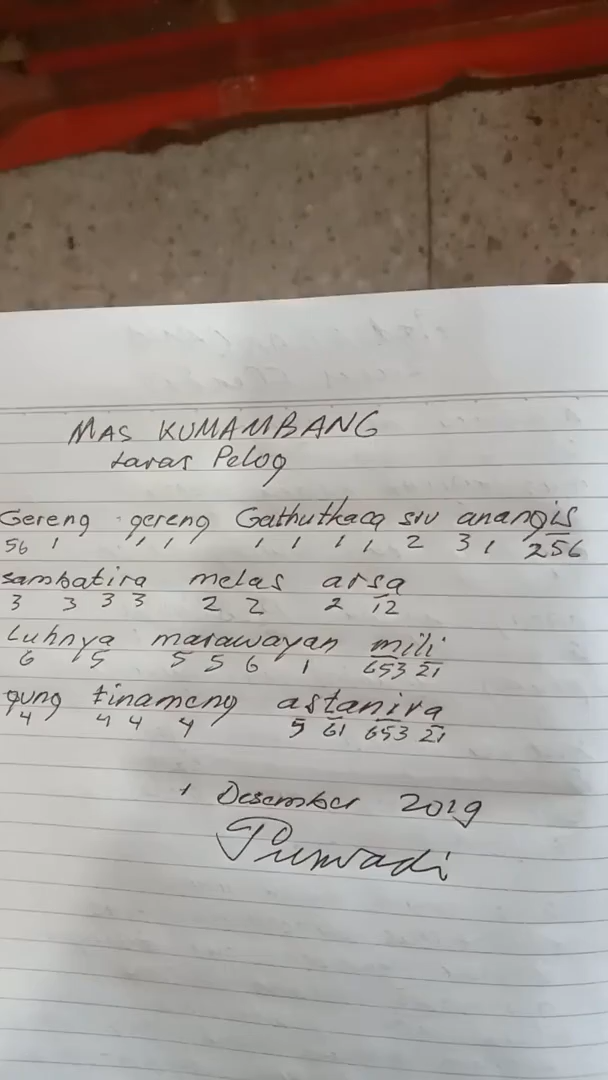 MAS KUMAMBANG
Laras Pelog
Gereng gereng Gathutkaca sru anangis
56 1 1 1 1 1 1 1 1 2 3 1 256
sambatira melas arsa
3 3 3 3 2 2 2 12
Luhnya marawayan mili
6 15 5 5 6 1 653 21
gung tinameng astanira
4 4 4 4 5 61 653 21
1 Desember 2019
Purwadi